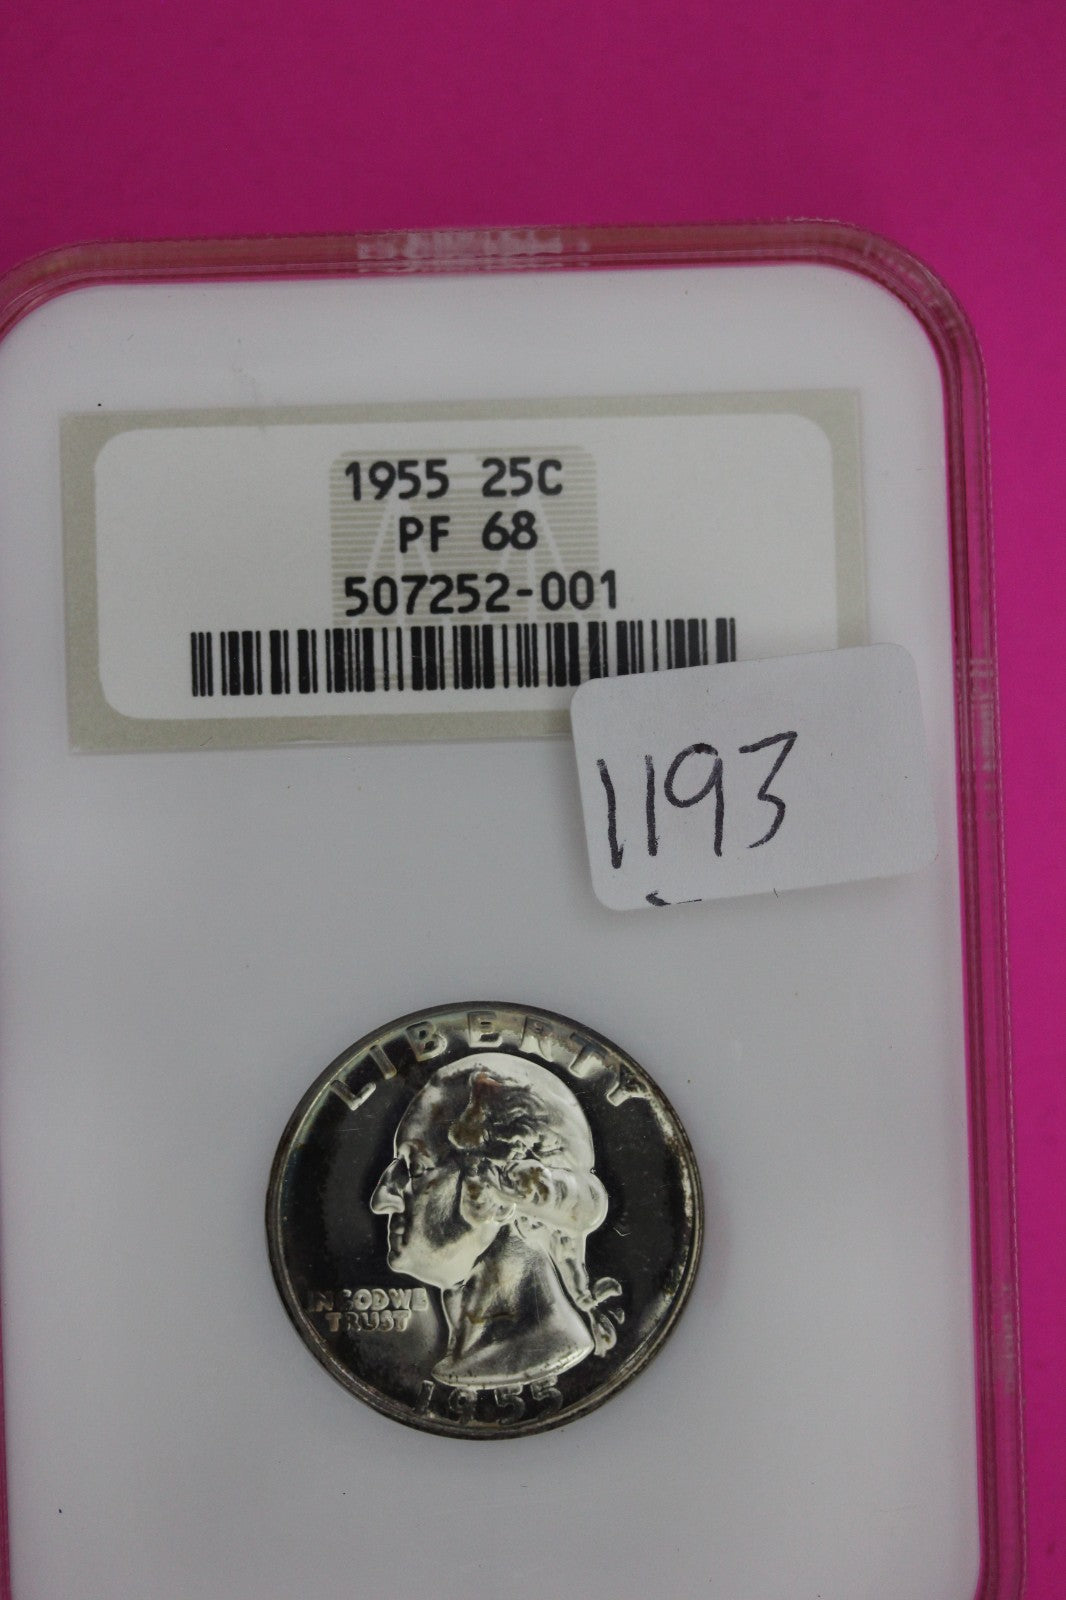 1955 25C
PF 68
507252-001
1193
LIBERTY
IN GOD WE
TRUST
1955